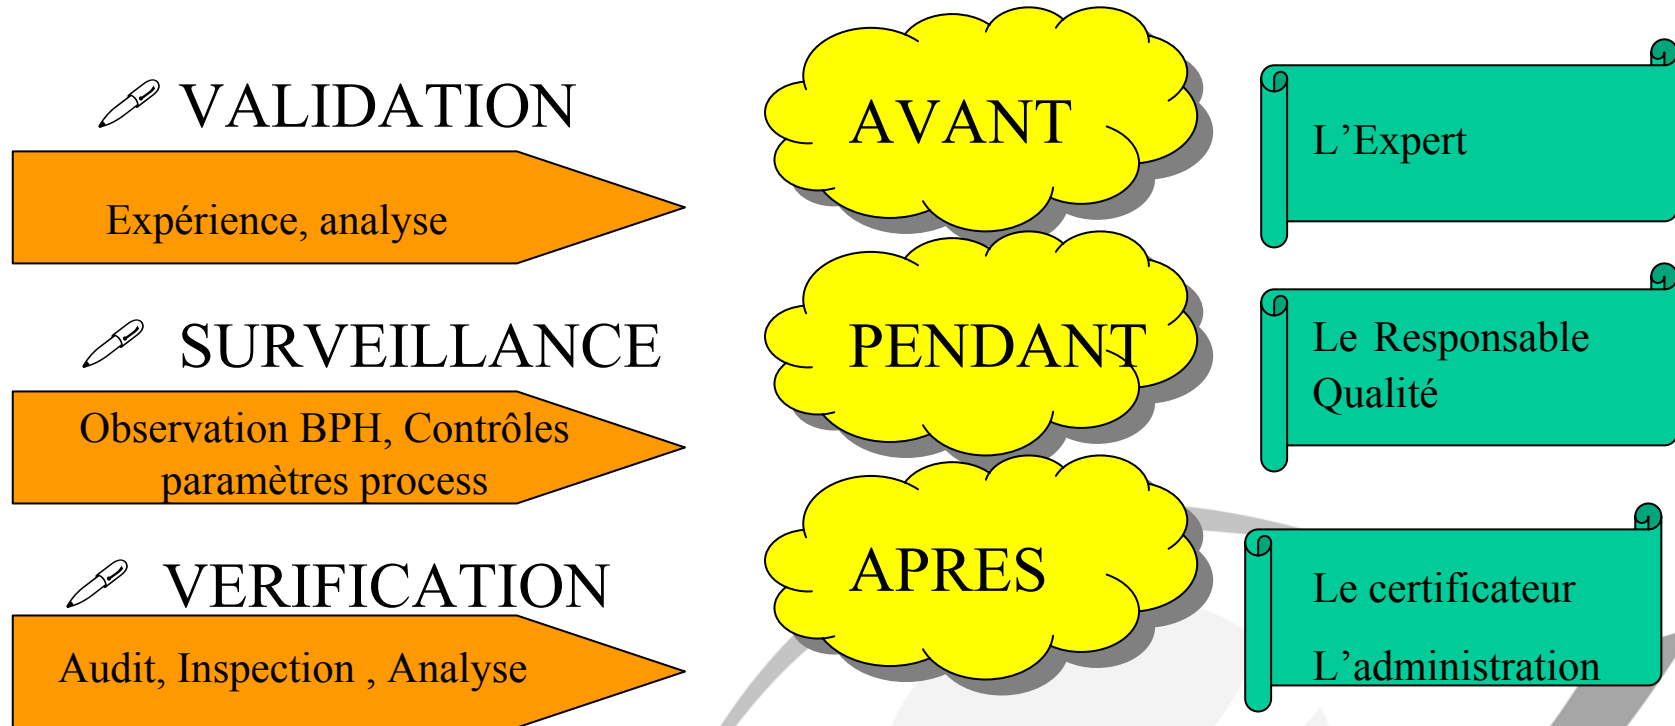 VALIDATION
AVANT
L’Expert
Expérience, analyse
SURVEILLANCE
PENDANT
Le Responsable
Qualité
Observation BPH, Contrôles
paramètres process
VERIFICATION
APRES
Le certificateur
L’administration
Audit, Inspection , Analyse